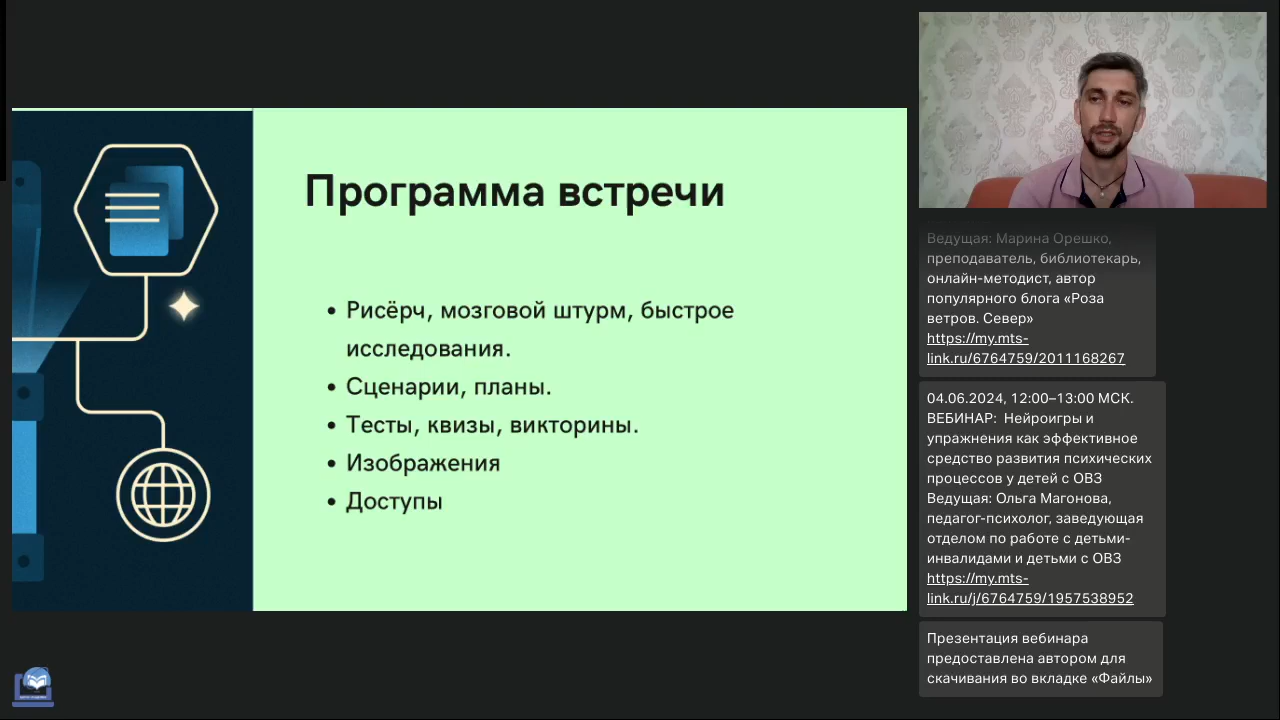 Программа встречи
• Рисёрч, мозговой штурм, быстрое
исследования.
• Сценарии, планы.
• Тесты, квизы, викторины.
• Изображения
• Доступы
Ведущая: Марина Орешко,
преподаватель, библиотекарь,
онлайн-методист, автор
популярного блога «Роза
ветров. Север»
https://my.mts-
link.ru/6764759/2011168267
04.06.2024, 12:00–13:00 МСК.
ВЕБИНАР: Нейроигры и
упражнения как эффективное
средство развития психических
процессов у детей с ОВЗ
Ведущая: Ольга Магонова,
педагог-психолог, заведующая
отделом по работе с детьми-
инвалидами и детьми с ОВЗ
https://my.mts-
link.ru/j/6764759/1957538952
Презентация вебинара
предоставлена автором для
скачивания во вкладке «Файлы»